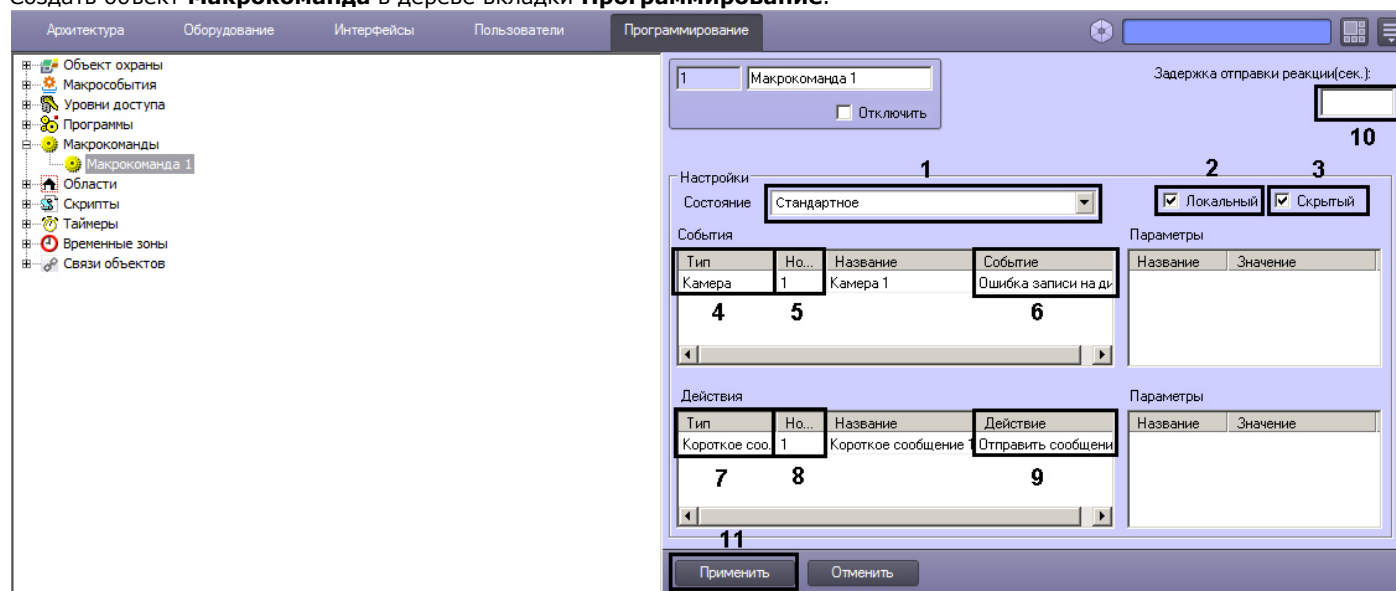 Создать объект Макрокоманда в дереве вкладки Программирование.
Архитектура Оборудование Интерфейсы Пользователи Программирование
Объект охраны
Макрособытия
Уровни доступа
Программы
Макрокоманды
Макрокоманда 1
Области
Скрипты
Таймеры
Временные зоны
Связи объектов
1 Макрокоманда 1
Отключить
Задержка отправки реакции(сек.):
10
Настройки
1 2 3
Состояние Стандартное Локальный Скрытый
События Параметры
Тип Но... Название Событие Название Значение
Камера 1 Камера 1 Ошибка записи на ди
4 5 6
Действия Параметры
Тип Но... Название Действие Название Значение
Короткое соо. 1 Короткое сообщение 1 Отправить сообщени
7 8 9
11
Применить Отменить